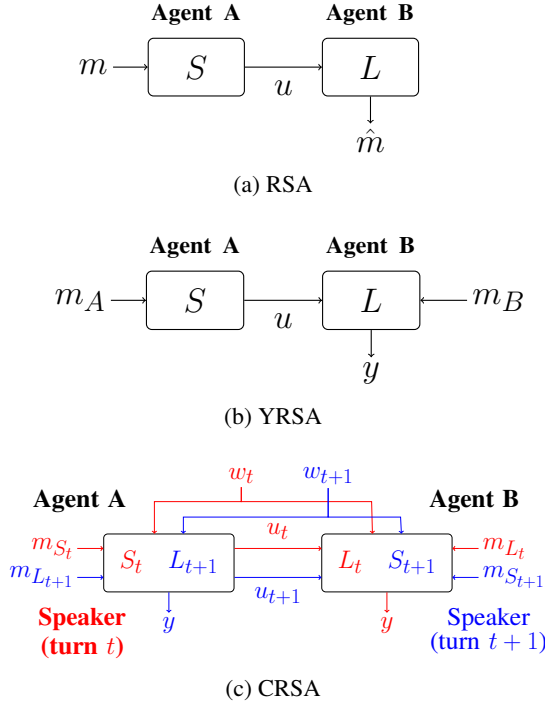 Agent A Agent B
m S u L
m̂
(a) RSA
Agent A Agent B
m_A S u L m_B
y
(b) YRSA
w_t w_{t+1}
Agent A Agent B
u_t
m_{S_t} S_t L_{t+1} L_t S_{t+1} m_{L_t}
m_{L_{t+1}} m_{S_{t+1}}
u_{t+1}
Speaker y y Speaker
(turn t) (turn t + 1)
(c) CRSA